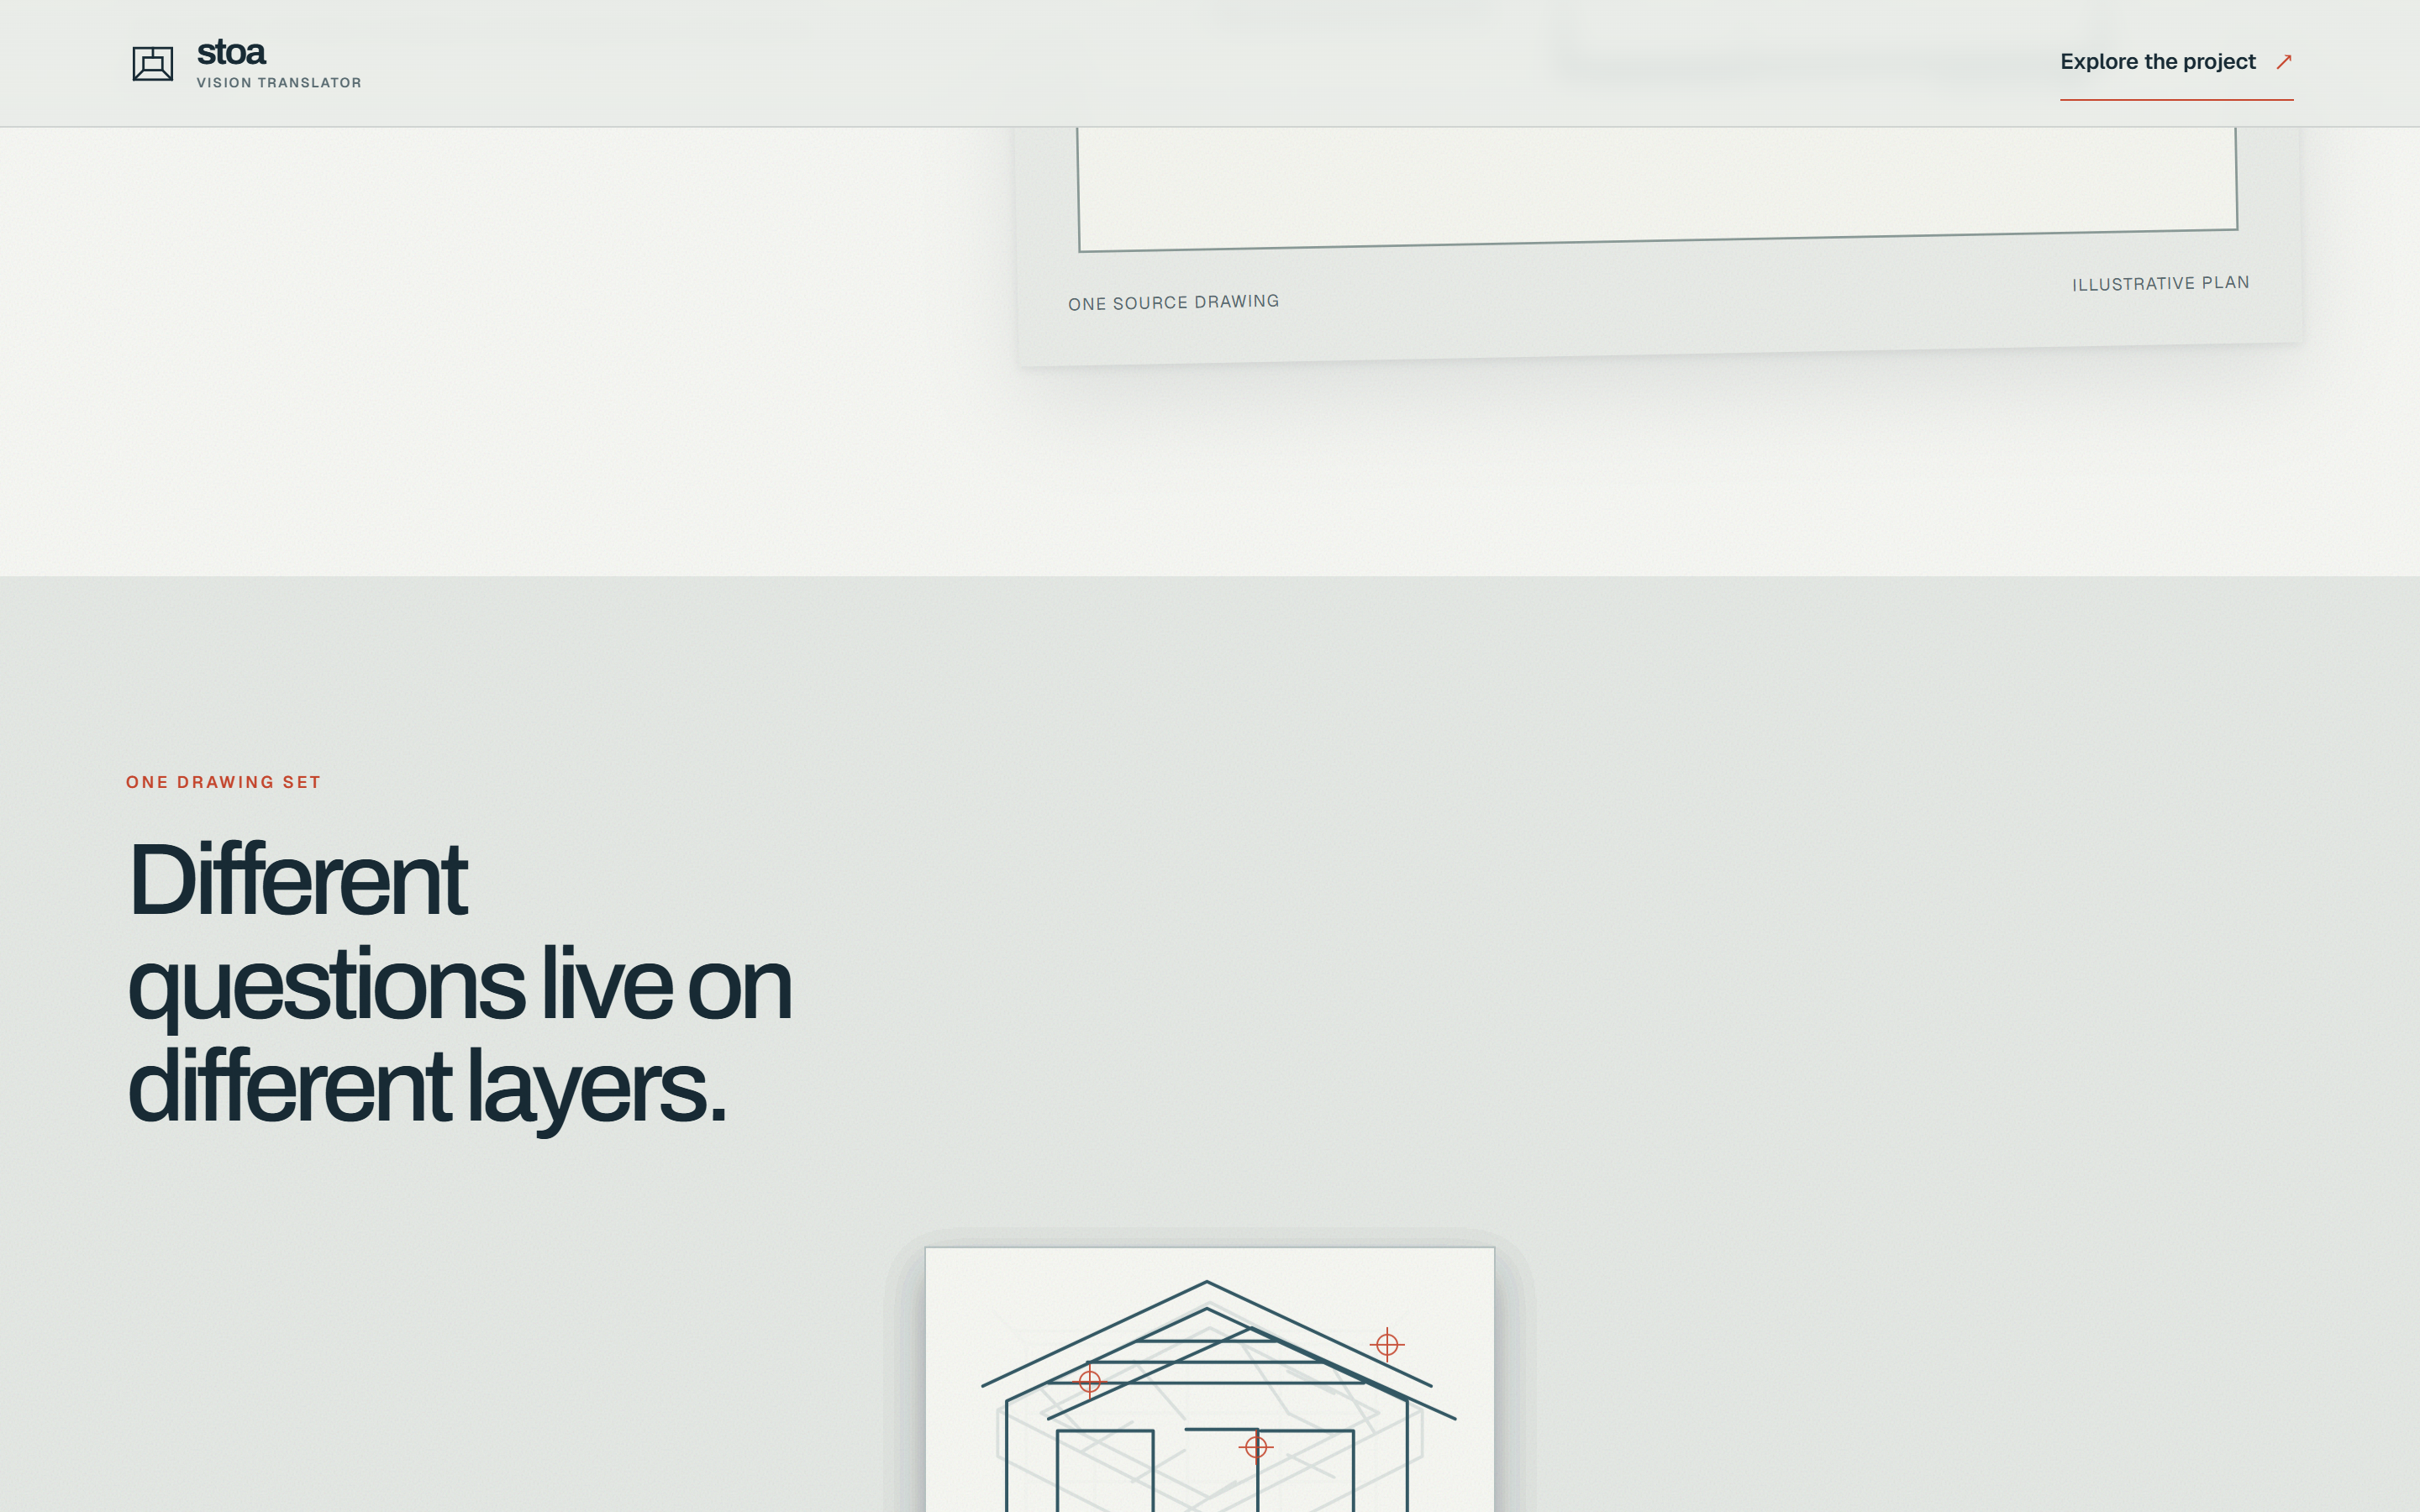 stoa
VISION TRANSLATOR
Explore the project ↗
ONE SOURCE DRAWING
ILLUSTRATIVE PLAN
ONE DRAWING SET
Different
questions live on
different layers.